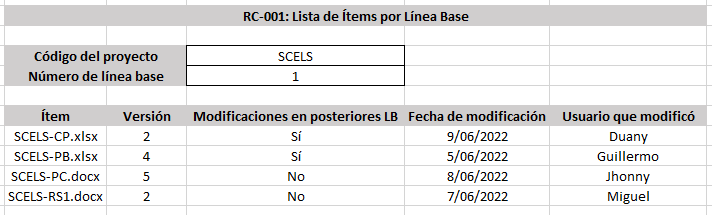 RC-001: Lista de Ítems por Línea Base
Código del proyecto SCELS
Número de línea base 1
Ítem Versión Modificaciones en posteriores LB Fecha de modificación Usuario que modificó
SCELS-CP.xlsx 2 Sí 9/06/2022 Duany
SCELS-PB.xlsx 4 Sí 5/06/2022 Guillermo
SCELS-PC.docx 5 No 8/06/2022 Jhonny
SCELS-RS1.docx 2 No 7/06/2022 Miguel